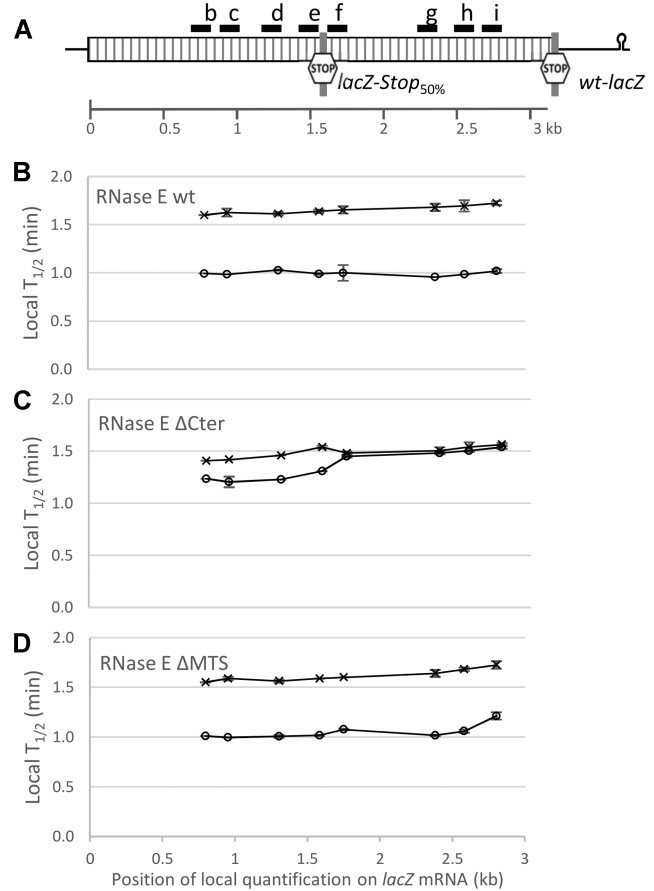 A
b c d e f g h i
STOP STOP
lacZ-Stop50% wt-lacZ
0 0.5 1 1.5 2 2.5 3 kb
B
RNase E wt
Local T1/2 (min)
2.0
1.5
1.0
0.5
0.0
C
RNase E ΔCter
Local T1/2 (min)
2.0
1.5
1.0
0.5
0.0
D
RNase E ΔMTS
Local T1/2 (min)
2.0
1.5
1.0
0.5
0.0
0 0.5 1 1.5 2 2.5 3
Position of local quantification on lacZ mRNA (kb)